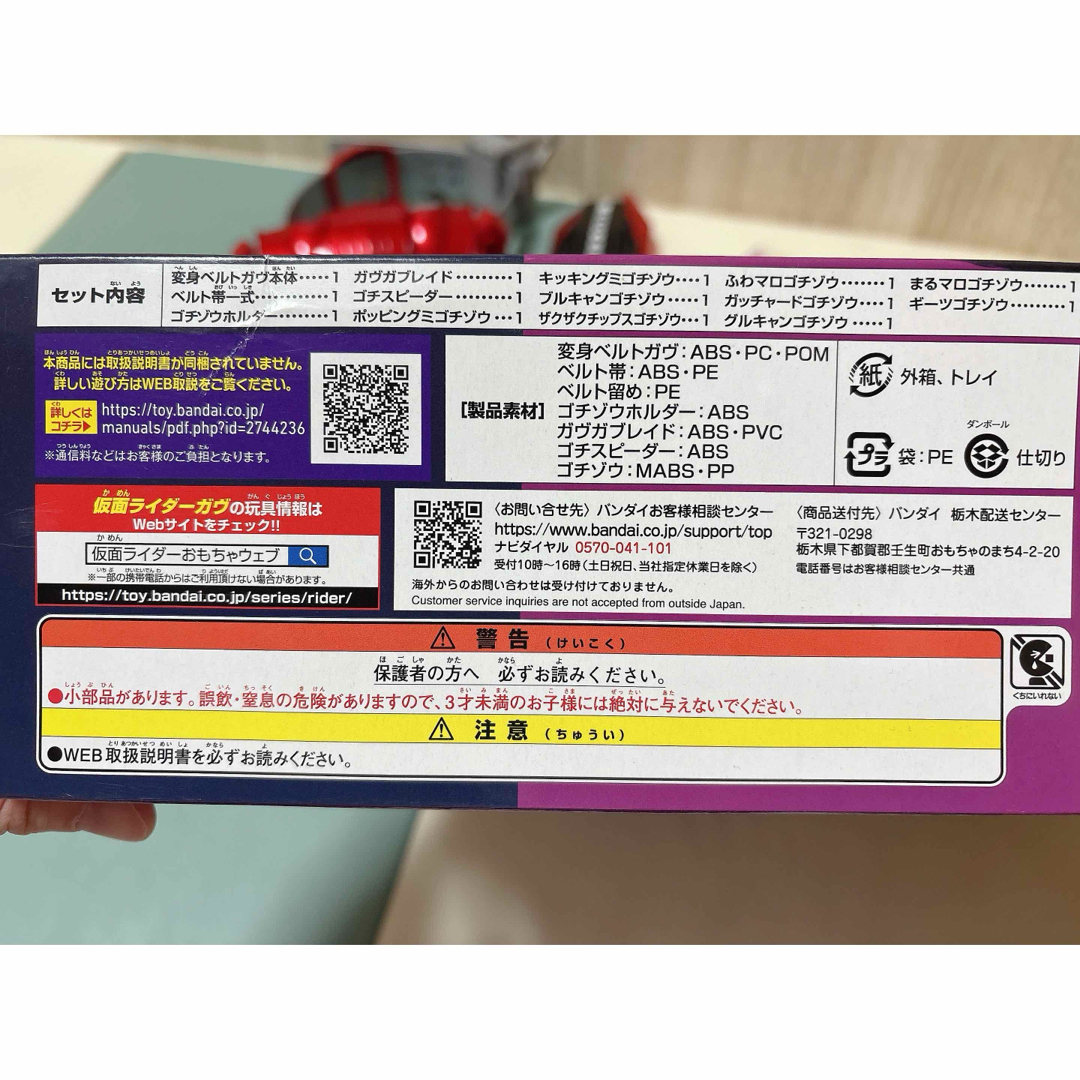 セット内容
変身ベルトガヴ本体‥‥‥1
ベルト帯一式‥‥‥‥‥1
ゴチゾウホルダー‥‥‥1
ガヴガブレイド‥‥‥‥1
ゴチスピーダー‥‥‥‥1
ポッピングミゴチゾウ‥‥1
キッキングミゴチゾウ‥‥1
ブルキャンゴチゾウ‥‥‥1
ザクザクチップスゴチゾウ‥‥1
ふわマロゴチゾウ‥‥‥‥1
ガッチャードゴチゾウ‥‥1
グルキャンゴチゾウ‥‥‥1
まるマロゴチゾウ‥‥‥‥1
ギーツゴチゾウ‥‥‥‥‥1
本商品には取扱説明書が同梱されていません。
詳しい遊び方はWEB取説をご覧ください。
詳しくは
コチラ▶
https://toy.bandai.co.jp/
manuals/pdf.php?id=2744236
※通信料などはお客様のご負担となります。
[製品素材]
変身ベルトガヴ:ABS・PC・POM
ベルト帯:ABS・PE
ベルト留め:PE
ゴチゾウホルダー:ABS
ガヴガブレイド:ABS・PVC
ゴチスピーダー:ABS
ゴチゾウ:MABS・PP
紙 外箱、トレイ
プラ 袋:PE
ダンボール
仕切り
仮面ライダーガヴの玩具情報は
Webサイトをチェック!!
仮面ライダーおもちゃウェブ
※一部の携帯電話からはご利用頂けない場合があります。
https://toy.bandai.co.jp/series/rider/
〈お問い合せ先〉バンダイお客様相談センター
https://www.bandai.co.jp/support/top
ナビダイヤル 0570-041-101
受付10時〜16時(土日祝日、当社指定休業日を除く)
海外からのお問い合わせは受け付けておりません。
Customer service inquiries are not accepted from outside Japan.
〈商品送付先〉バンダイ 栃木配送センター
〒321-0298
栃木県下都賀郡壬生町おもちゃのまち4-2-20
電話番号はお客様相談センター共通
⚠ 警告 (けいこく)
保護者の方へ 必ずお読みください。
●小部品があります。誤飲・窒息の危険がありますので、3才未満のお子様には絶対に与えないでください。
⚠ 注意 (ちゅうい)
●WEB取扱説明書を必ずお読みください。
くちにいれない